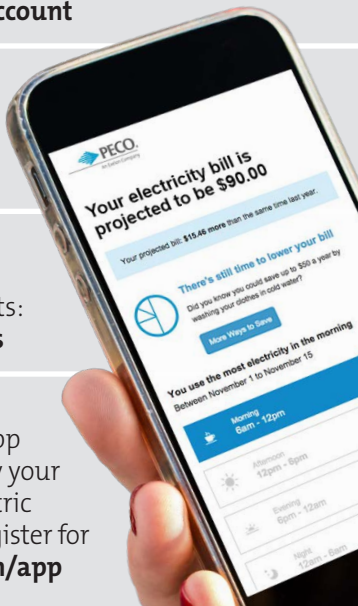 ccount
ts:
s
op
y your
tric
gister for
n/app
PECO.
An Exelon Company
Your electricity bill is
projected to be $90.00
Your projected bill: $15.46 more than the same time last year.
There's still time to lower your bill
Did you know you could save up to $50 a year by
washing your clothes in cold water?
More Ways to Save
You use the most electricity in the morning
Between November 1 to November 15
Morning
6am - 12pm
Afternoon
12pm - 6pm
Evening
6pm - 12am
Night
12am - 6am